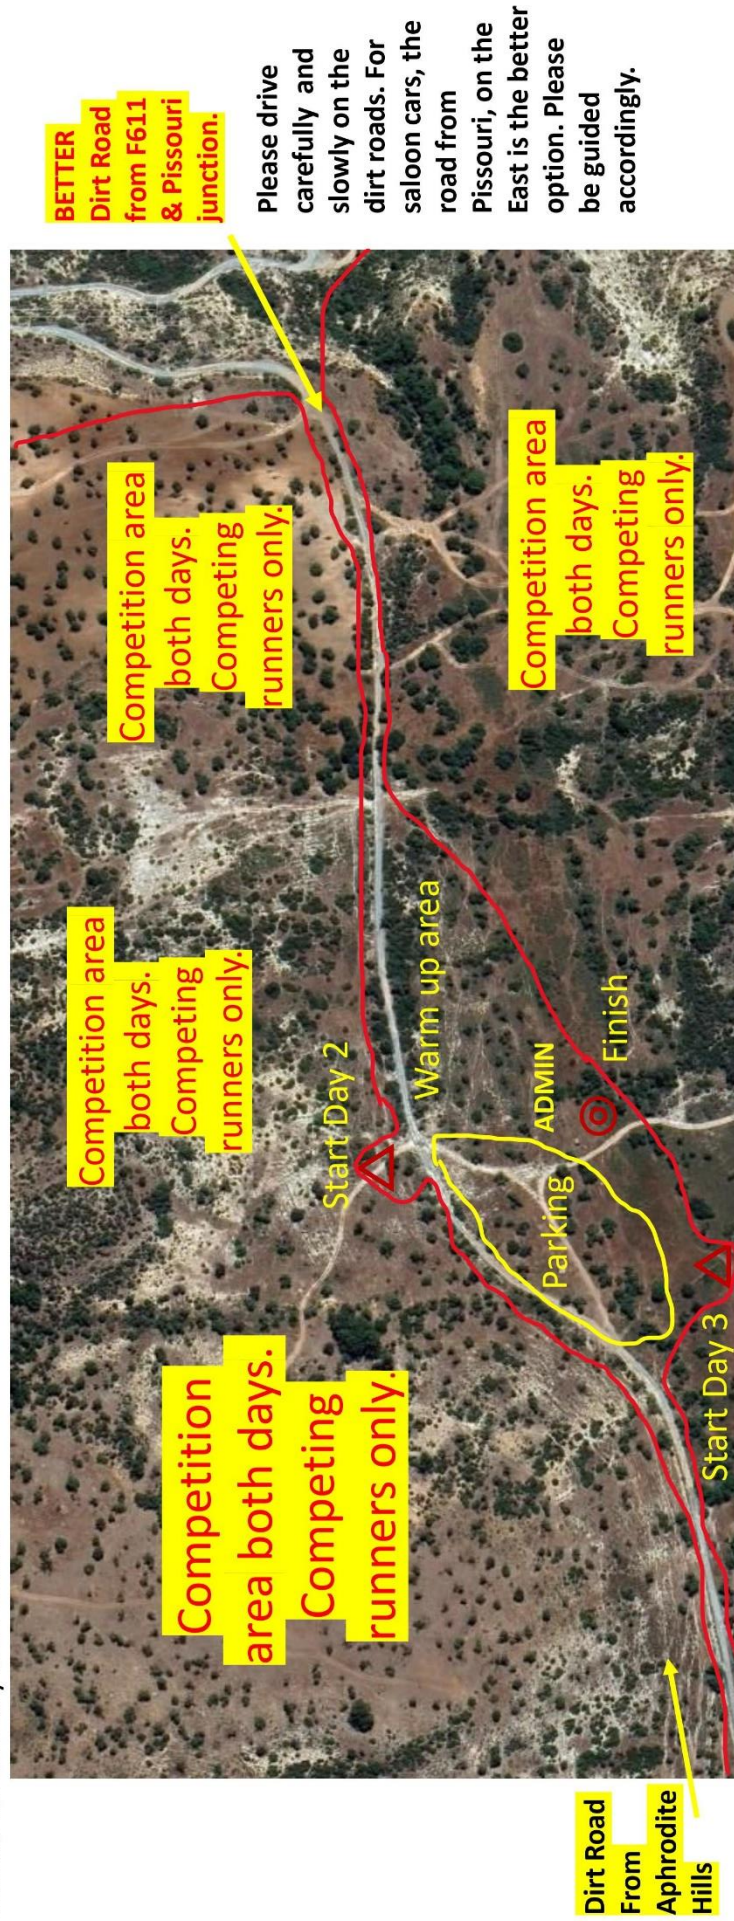 BETTER
Dirt Road
from F611
& Pissouri
junction.
Please drive
carefully and
slowly on the
dirt roads. For
saloon cars, the
road from
Pissouri, on the
East is the better
option. Please
be guided
accordingly.
Competition area
both days.
Competing
runners only.
Competition area
both days.
Competing
runners only.
Competition area
both days.
Competing
runners only.
Competition
area both days.
Competing
runners only.
Start Day 2
Warm up area
ADMIN
Finish
Parking
Start Day 3
Dirt Road
From
Aphrodite
Hills